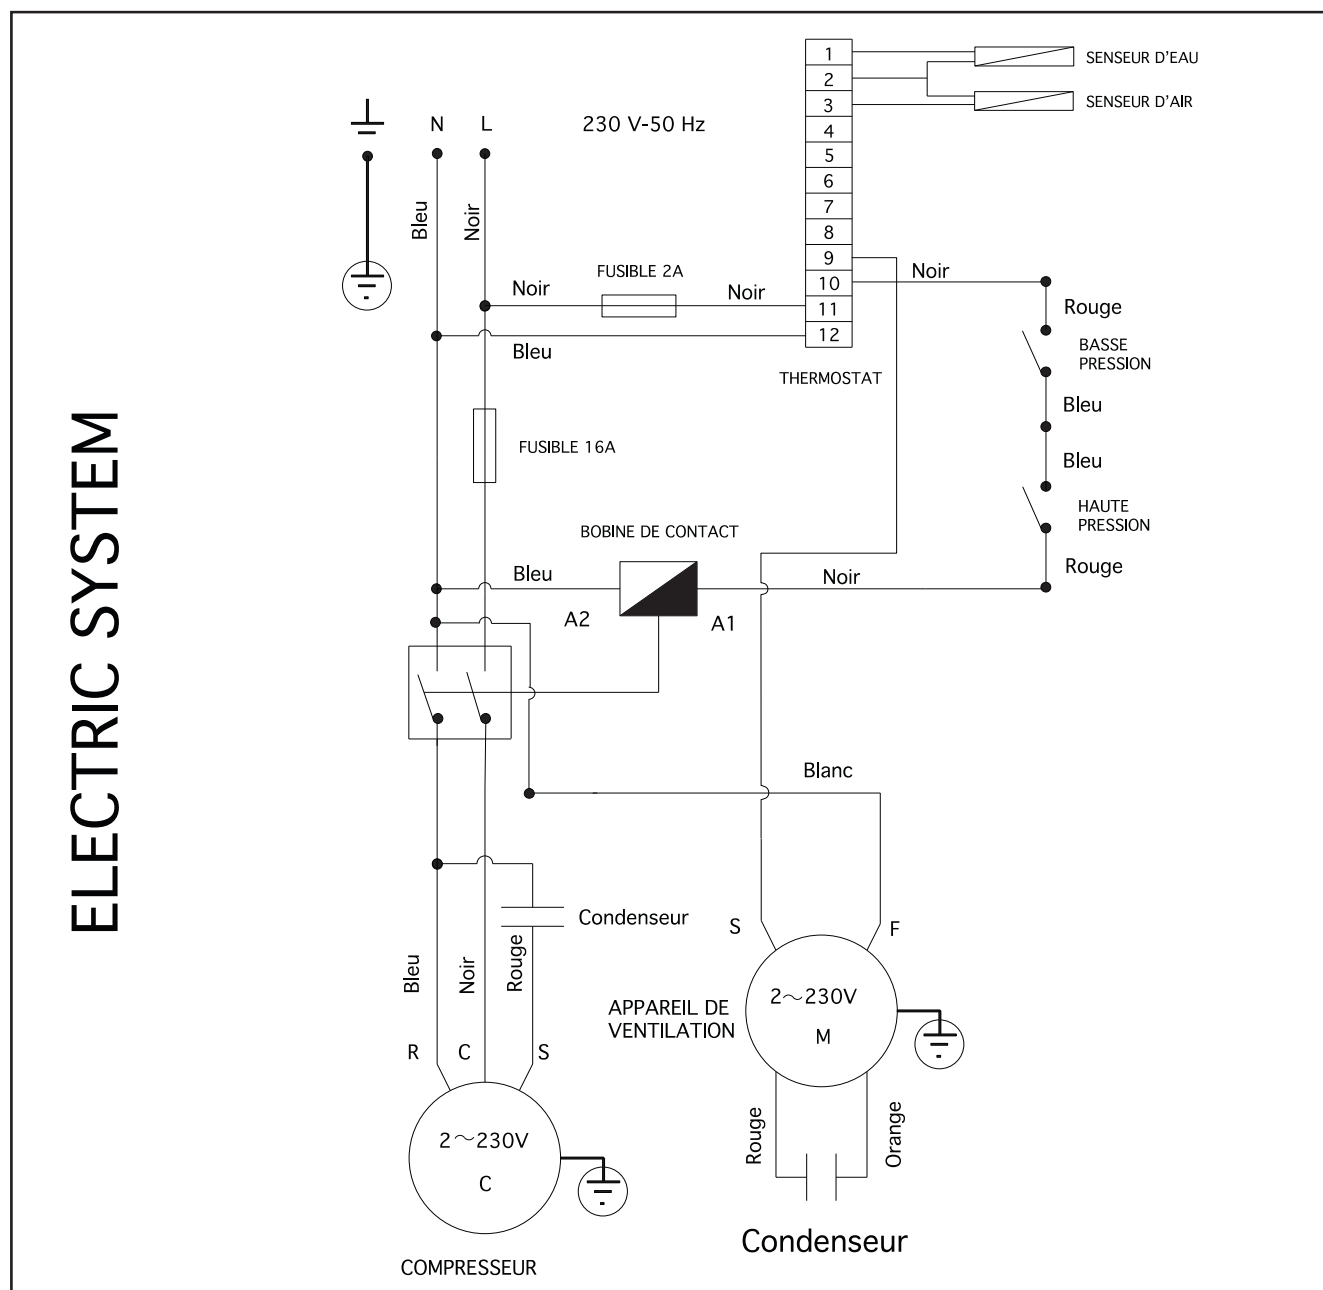 ELECTRIC SYSTEM
N
L
230 V-50 Hz
1
2
3
4
5
6
7
8
9
10
11
12
SENSEUR D'EAU
SENSEUR D'AIR
Bleu
Noir
Noir
FUSIBLE 2A
Noir
Bleu
THERMOSTAT
Noir
Rouge
BASSE
PRESSION
Bleu
Bleu
HAUTE
PRESSION
Rouge
FUSIBLE 16A
BOBINE DE CONTACT
Bleu
Noir
A2
A1
Blanc
Condenseur
Bleu
Noir
Rouge
R
C
S
2～230V
C
COMPRESSEUR
S
F
APPAREIL DE
VENTILATION
2～230V
M
Rouge
Orange
Condenseur